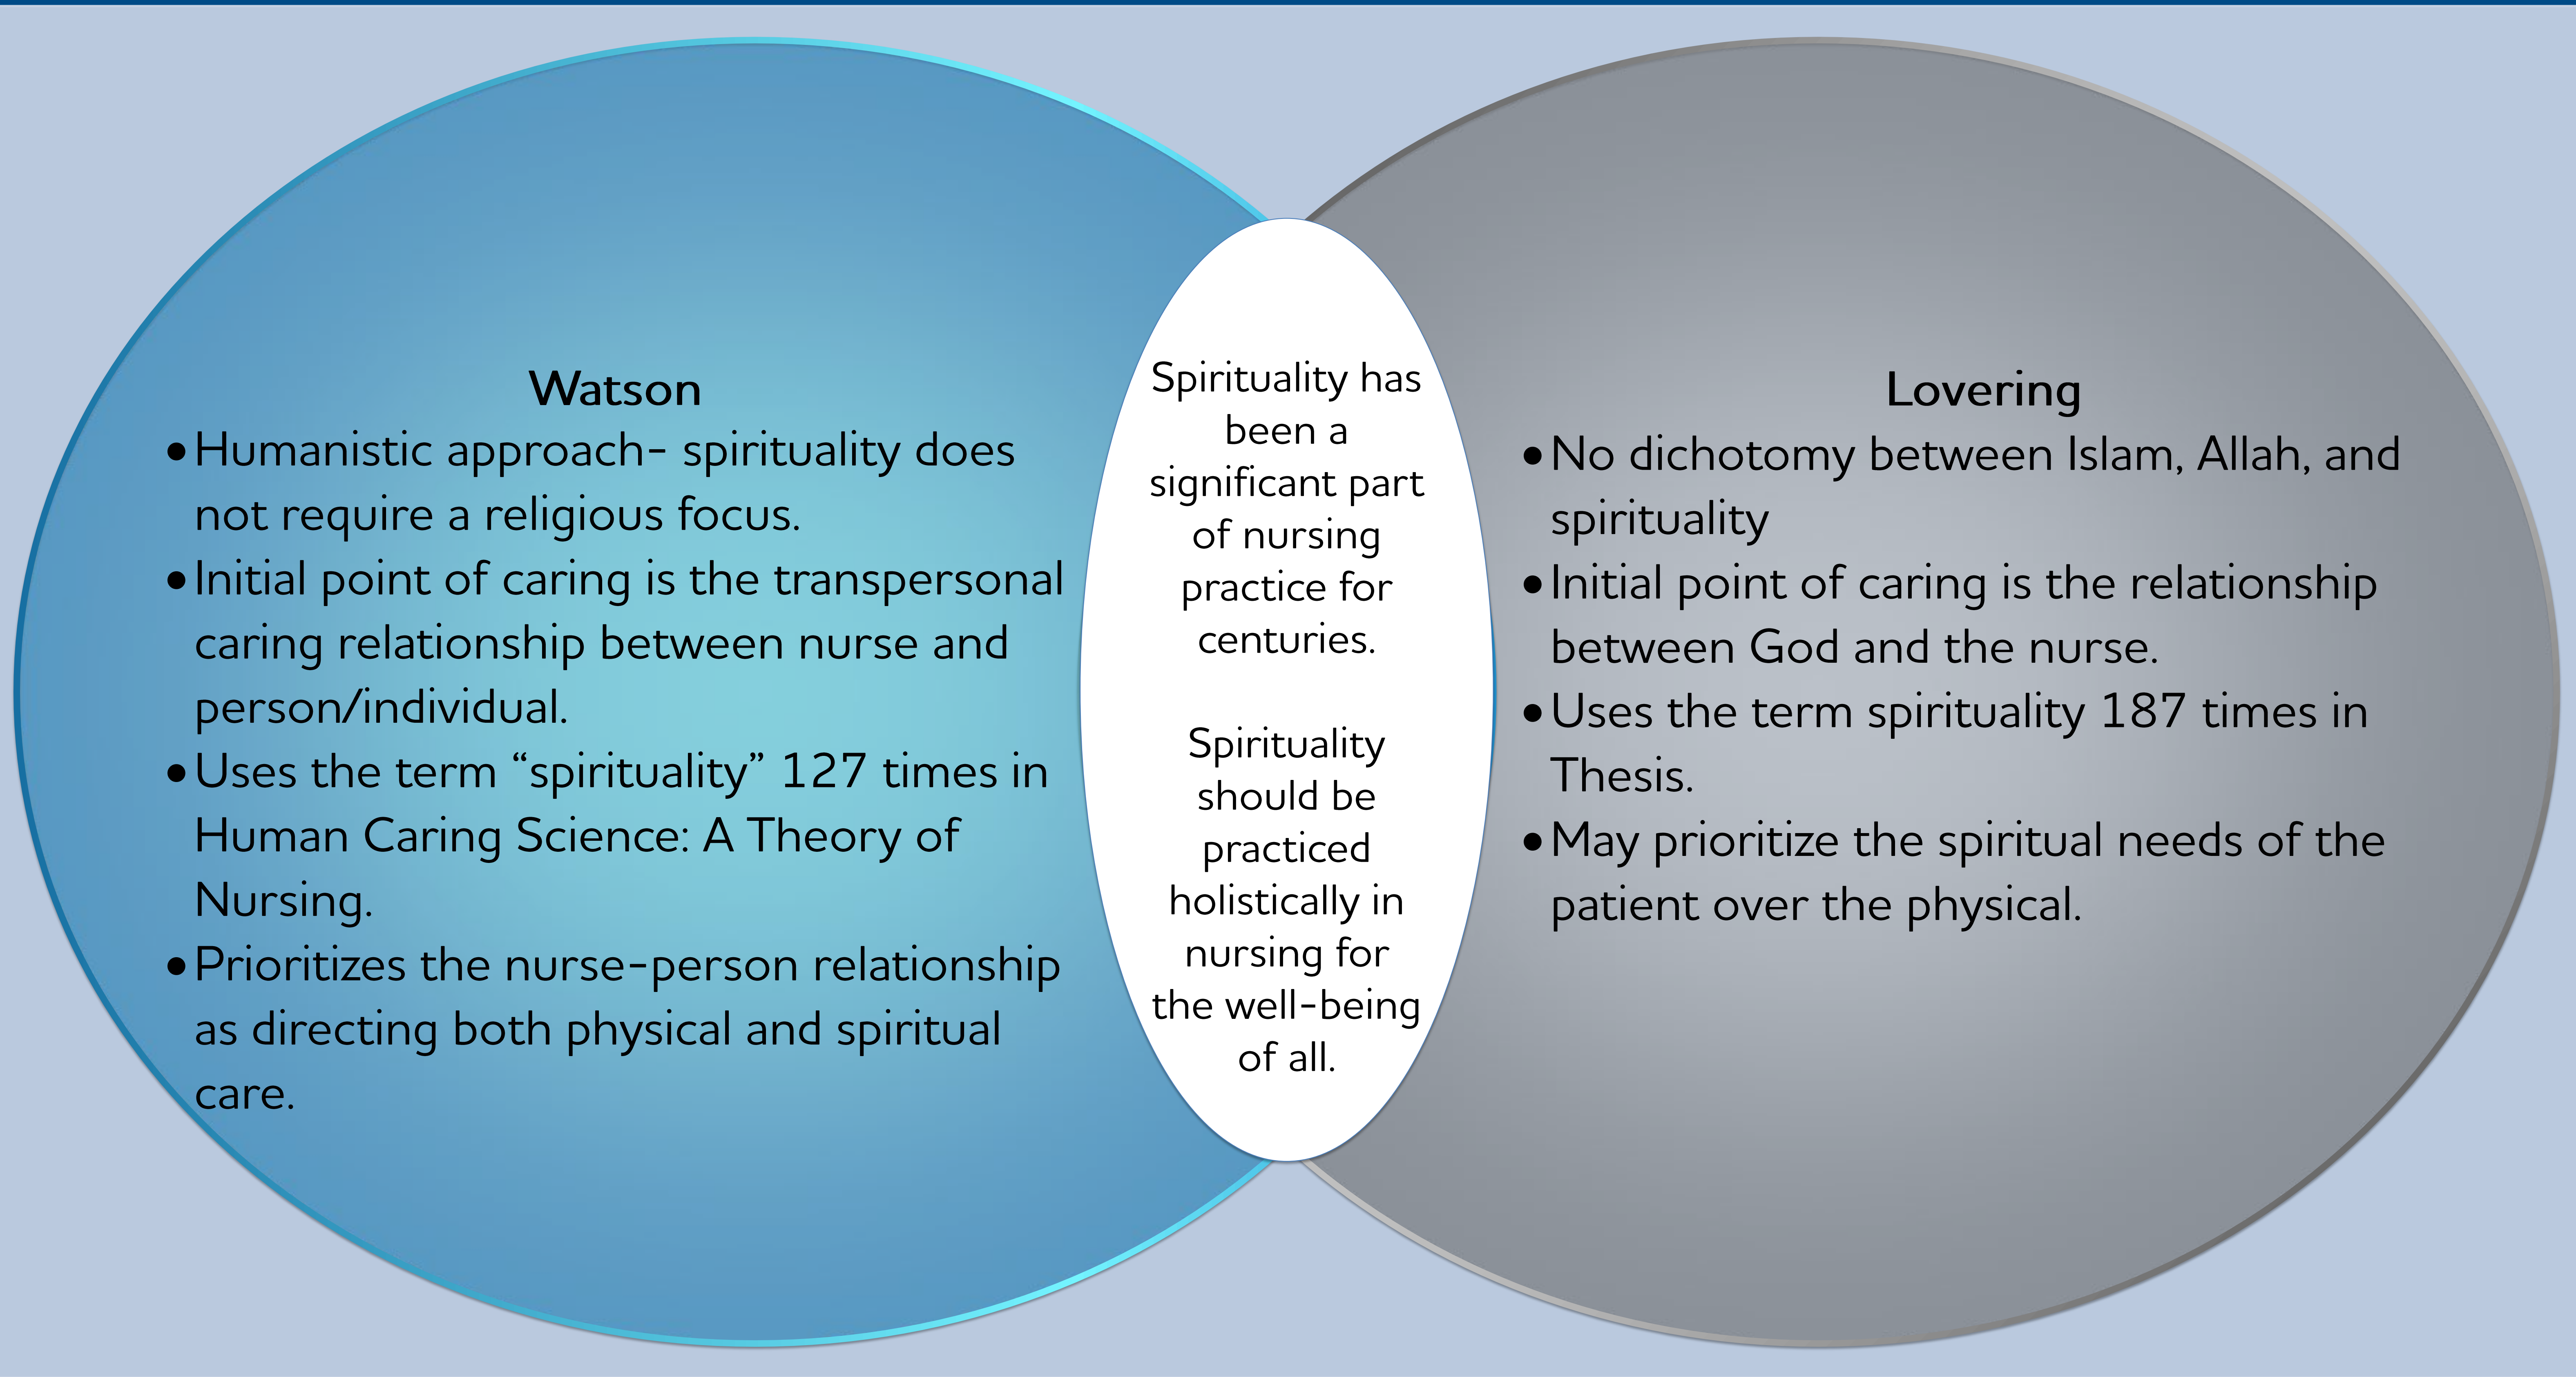 Watson
•Humanistic approach- spirituality does
not require a religious focus.
•Initial point of caring is the transpersonal
caring relationship between nurse and
person/individual.
•Uses the term “spirituality” 127 times in
Human Caring Science: A Theory of
Nursing.
•Prioritizes the nurse-person relationship
as directing both physical and spiritual
care.
Spirituality has
been a
significant part
of nursing
practice for
centuries.
Spirituality
should be
practiced
holistically in
nursing for
the well-being
of all.
Lovering
•No dichotomy between Islam, Allah, and
spirituality
•Initial point of caring is the relationship
between God and the nurse.
•Uses the term spirituality 187 times in
Thesis.
•May prioritize the spiritual needs of the
patient over the physical.